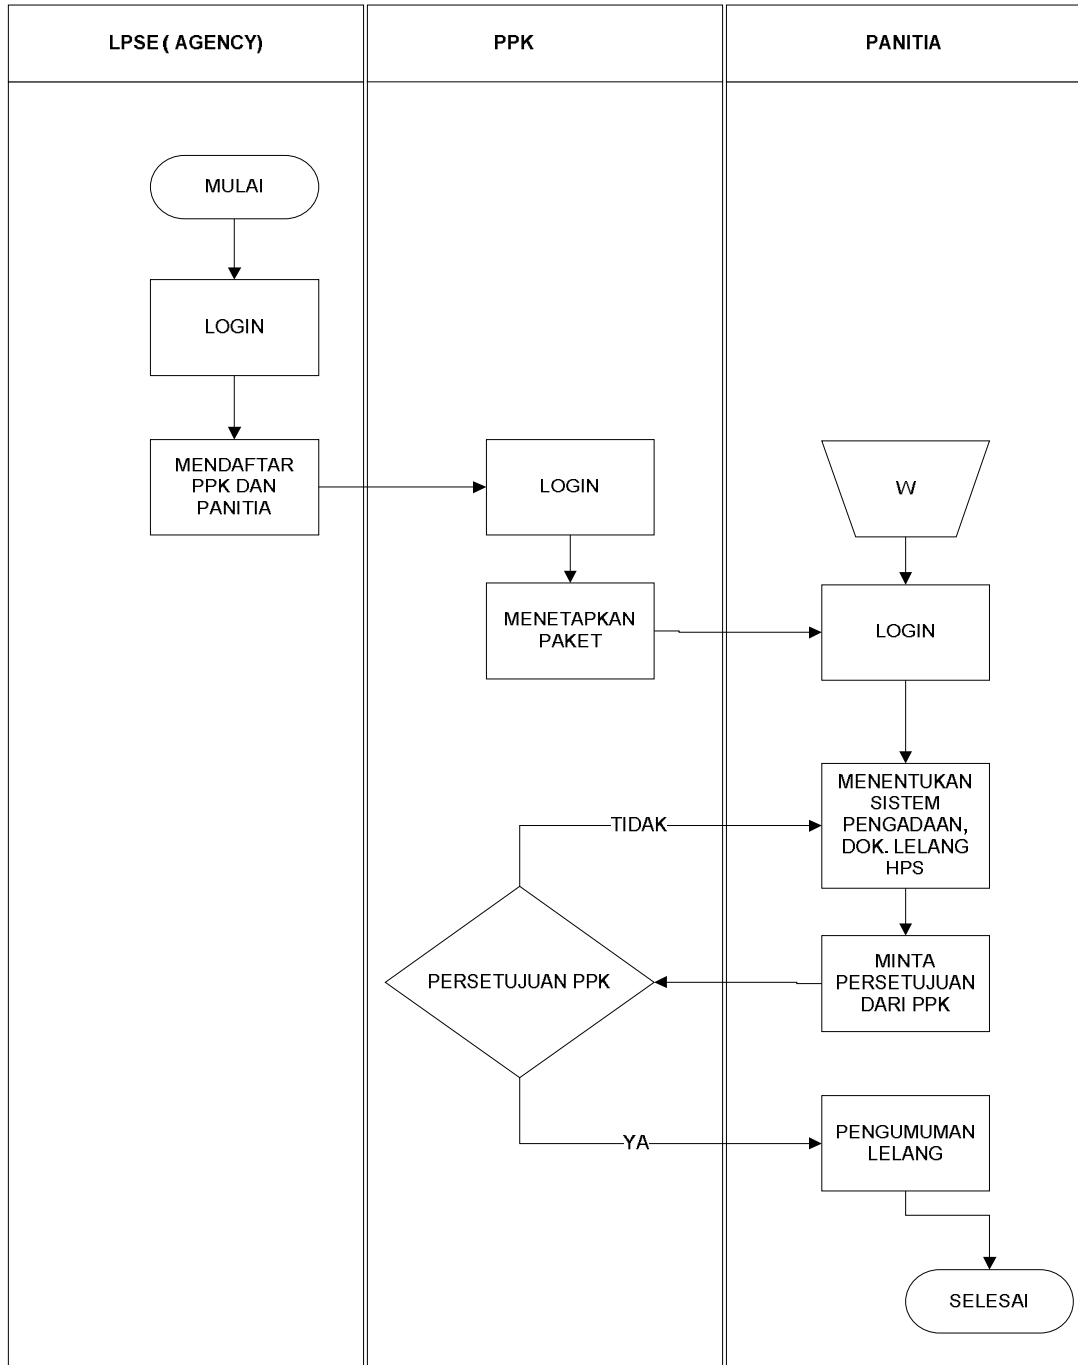 LPSE ( AGENCY)
PPK
PANITIA
MULAI
LOGIN
MENDAFTAR
PPK DAN
PANITIA
LOGIN
W
MENETAPKAN
PAKET
LOGIN
MENENTUKAN
SISTEM
PENGADAAN,
DOK. LELANG
HPS
TIDAK
MINTA
PERSETUJUAN
DARI PPK
PERSETUJUAN PPK
YA
PENGUMUMAN
LELANG
SELESAI